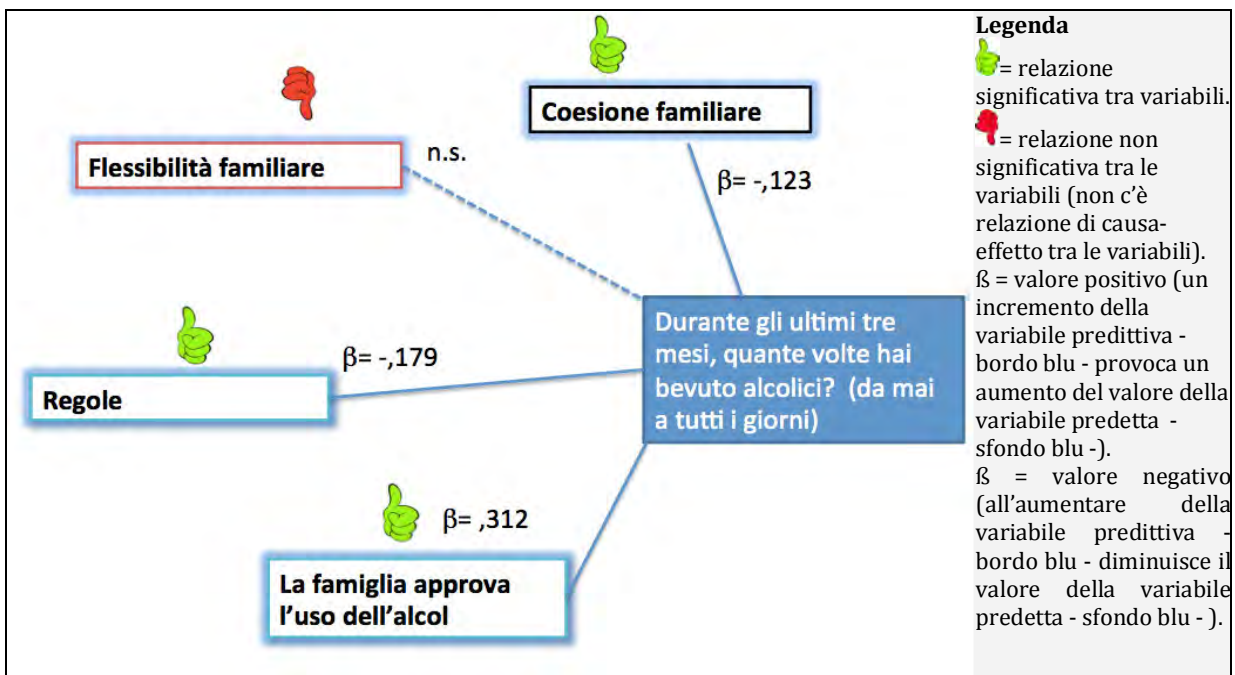 Coesione familiare
Flessibilità familiare
n.s.
β= -,123
Durante gli ultimi tre
mesi, quante volte hai
bevuto alcolici? (da mai
a tutti i giorni)
β= -,179
Regole
β= ,312
La famiglia approva
l'uso dell'alcol
Legenda
= relazione
significativa tra variabili.
= relazione non
significativa tra le
variabili (non c'è
relazione di causa-
effetto tra le variabili).
ß = valore positivo (un
incremento della
variabile predittiva -
bordo blu - provoca un
aumento del valore della
variabile predetta -
sfondo blu -).
ß = valore negativo
(all'aumentare della
variabile predittiva -
bordo blu - diminuisce il
valore della variabile
predetta - sfondo blu - ).